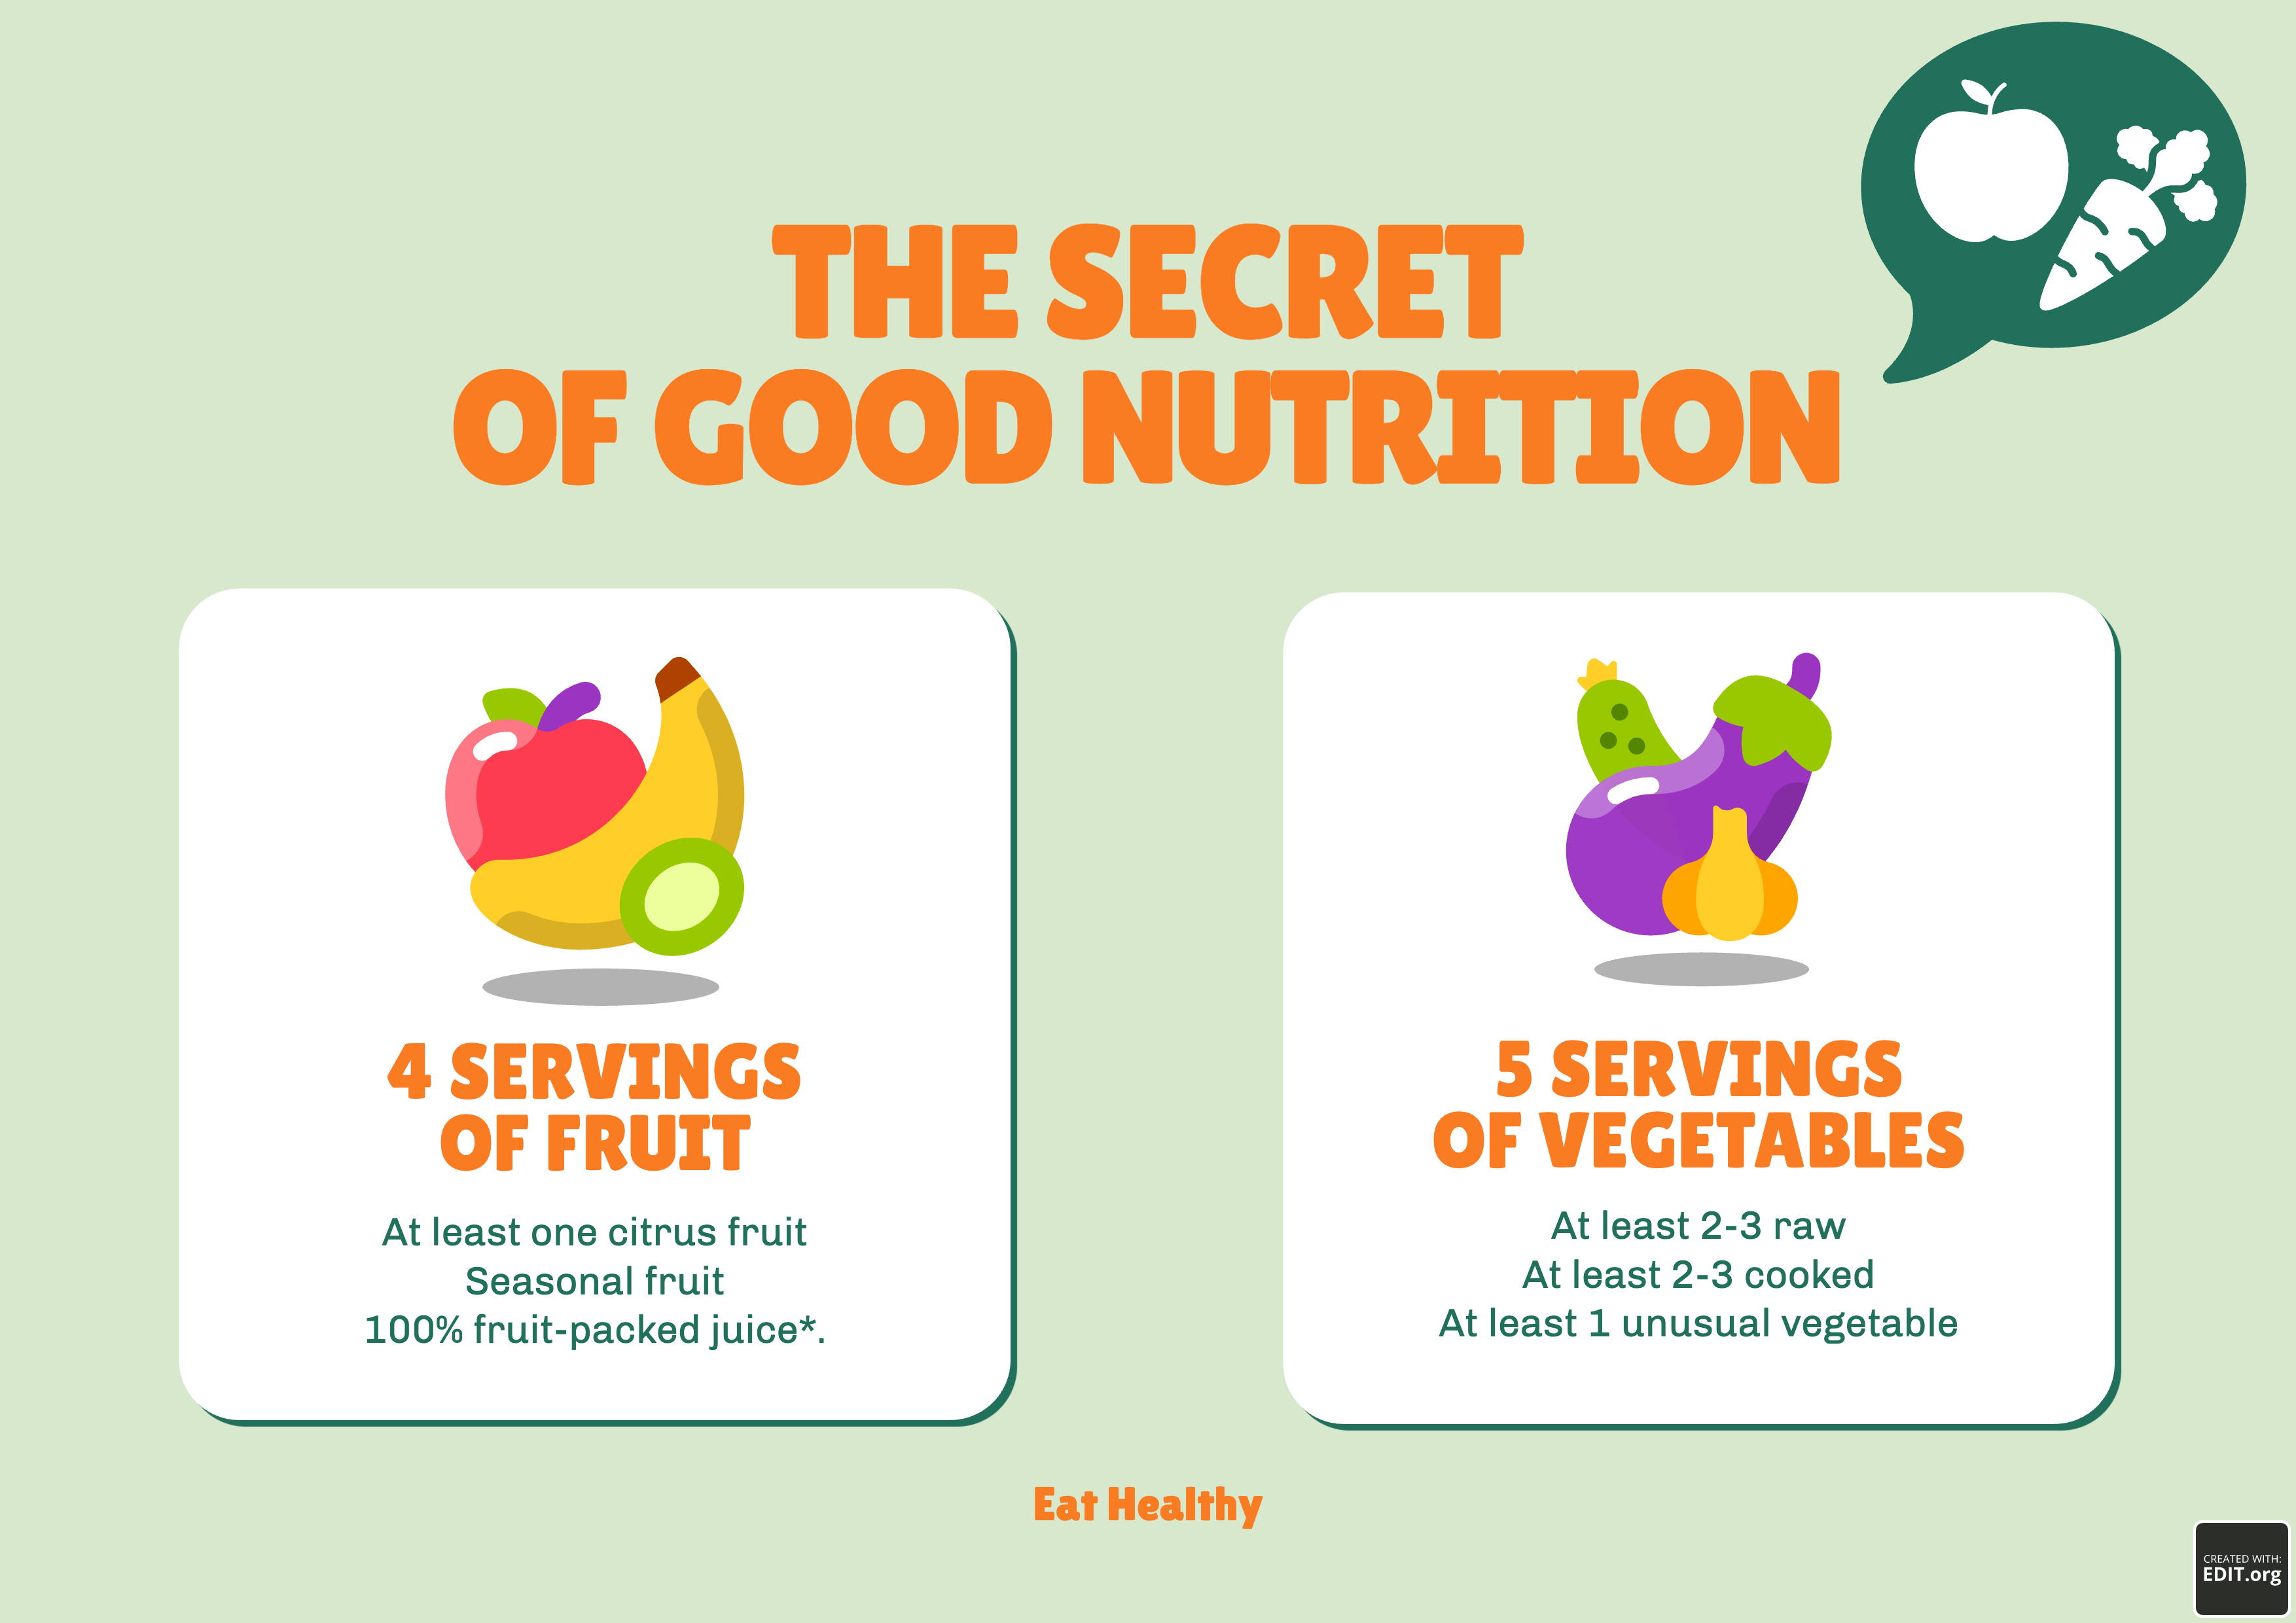 THE SECRET
OF GOOD NUTRITION
4 SERVINGS
OF FRUIT
At least one citrus fruit
Seasonal fruit
100% fruit-packed juice*.
5 SERVINGS
OF VEGETABLES
At least 2-3 raw
At least 2-3 cooked
At least 1 unusual vegetable
Eat Healthy
CREATED WITH:
EDIT.org